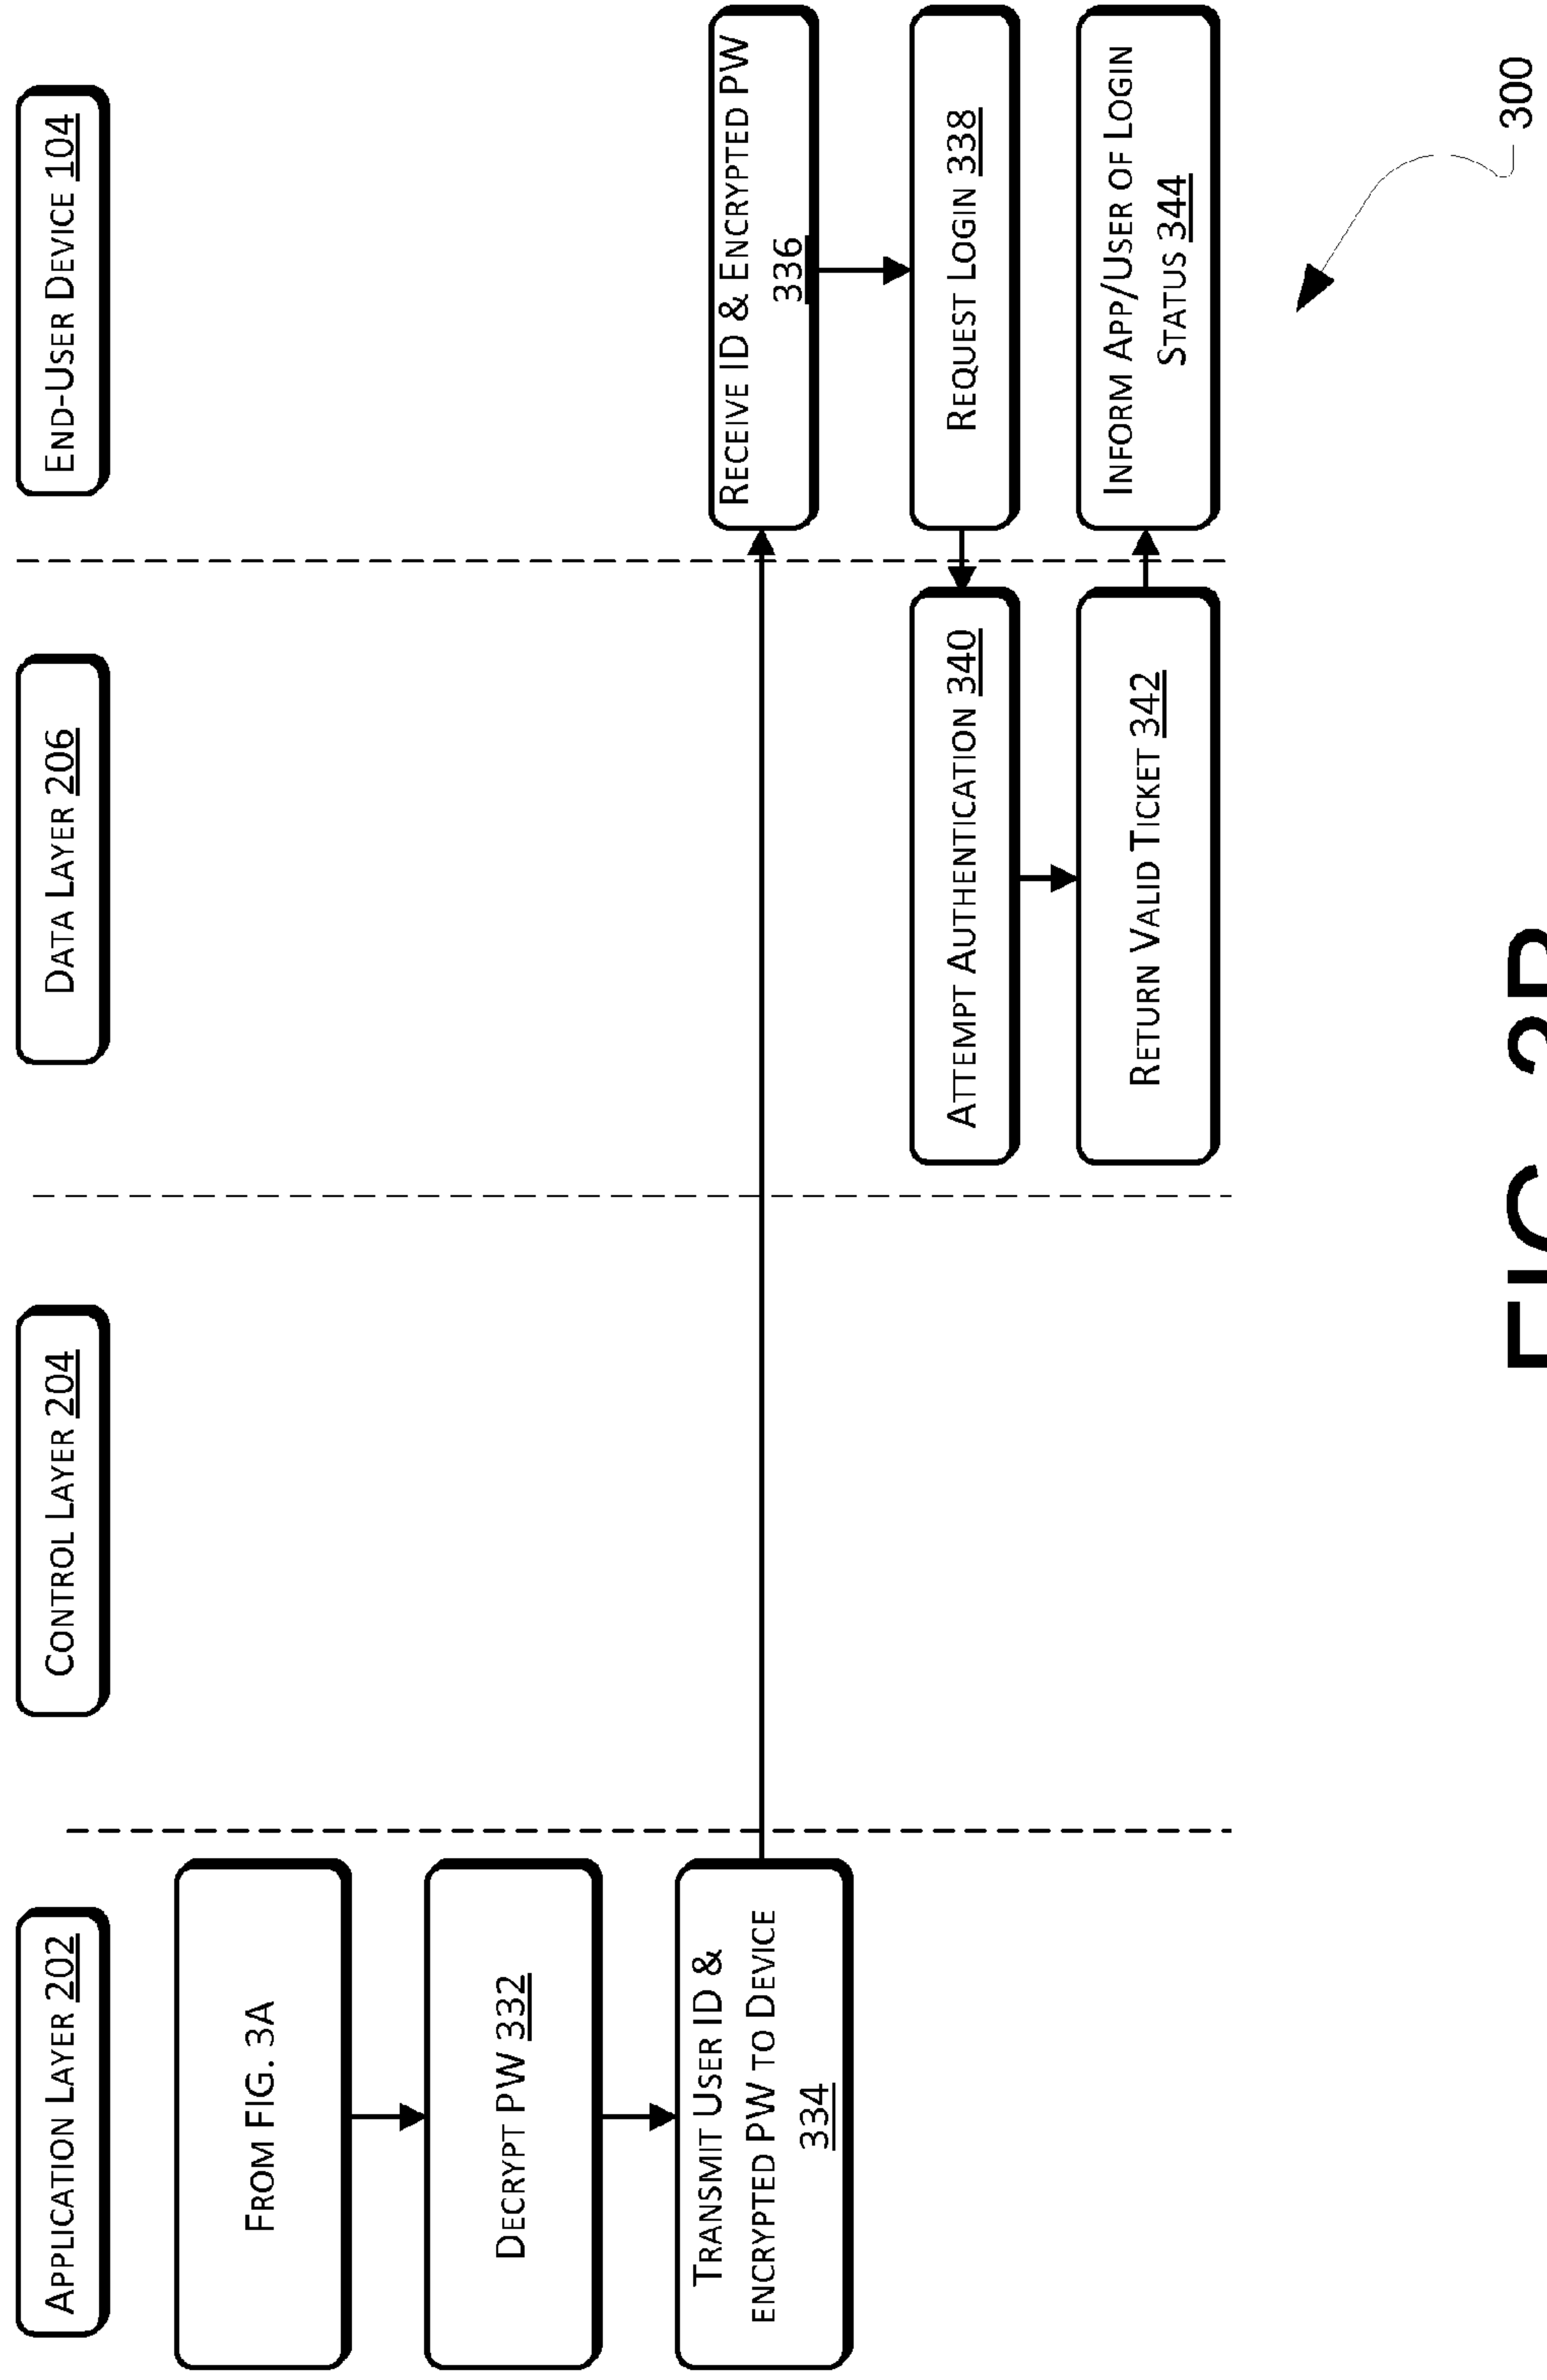 APPLICATION LAYER 202
CONTROL LAYER 204
DATA LAYER 206
END-USER DEVICE 104
FROM FIG. 3A
DECRYPT PW 332
TRANSMIT USER ID &
ENCRYPTED PW TO DEVICE
334
RECEIVE ID & ENCRYPTED PW
336
REQUEST LOGIN 338
ATTEMPT AUTHENTICATION 340
RETURN VALID TICKET 342
INFORM APP/USER OF LOGIN
STATUS 344
300
FIG. 3B